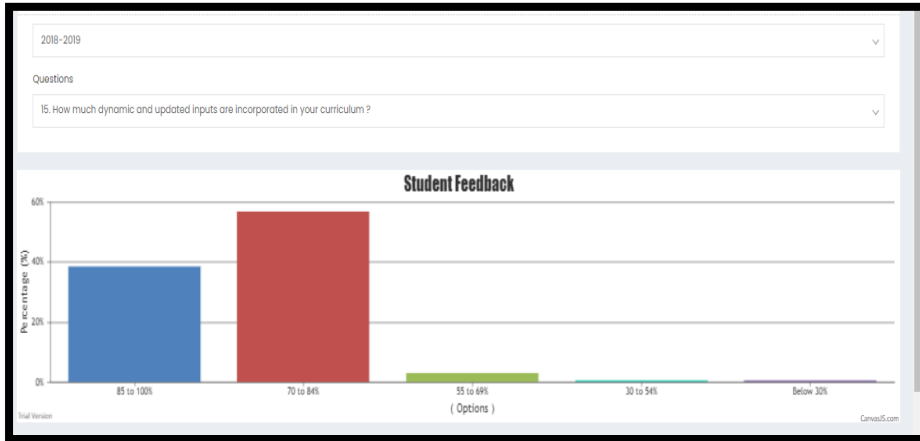 2018-2019
Questions
15. How much dynamic and updated inputs are incorporated in your curriculum ?
Student Feedback
Percentage (%)
60%
40%
20%
0%
85 to 100%
70 to 84%
55 to 69%
30 to 54%
Below 30%
( Options )
Trial Version
CanvasJS.com